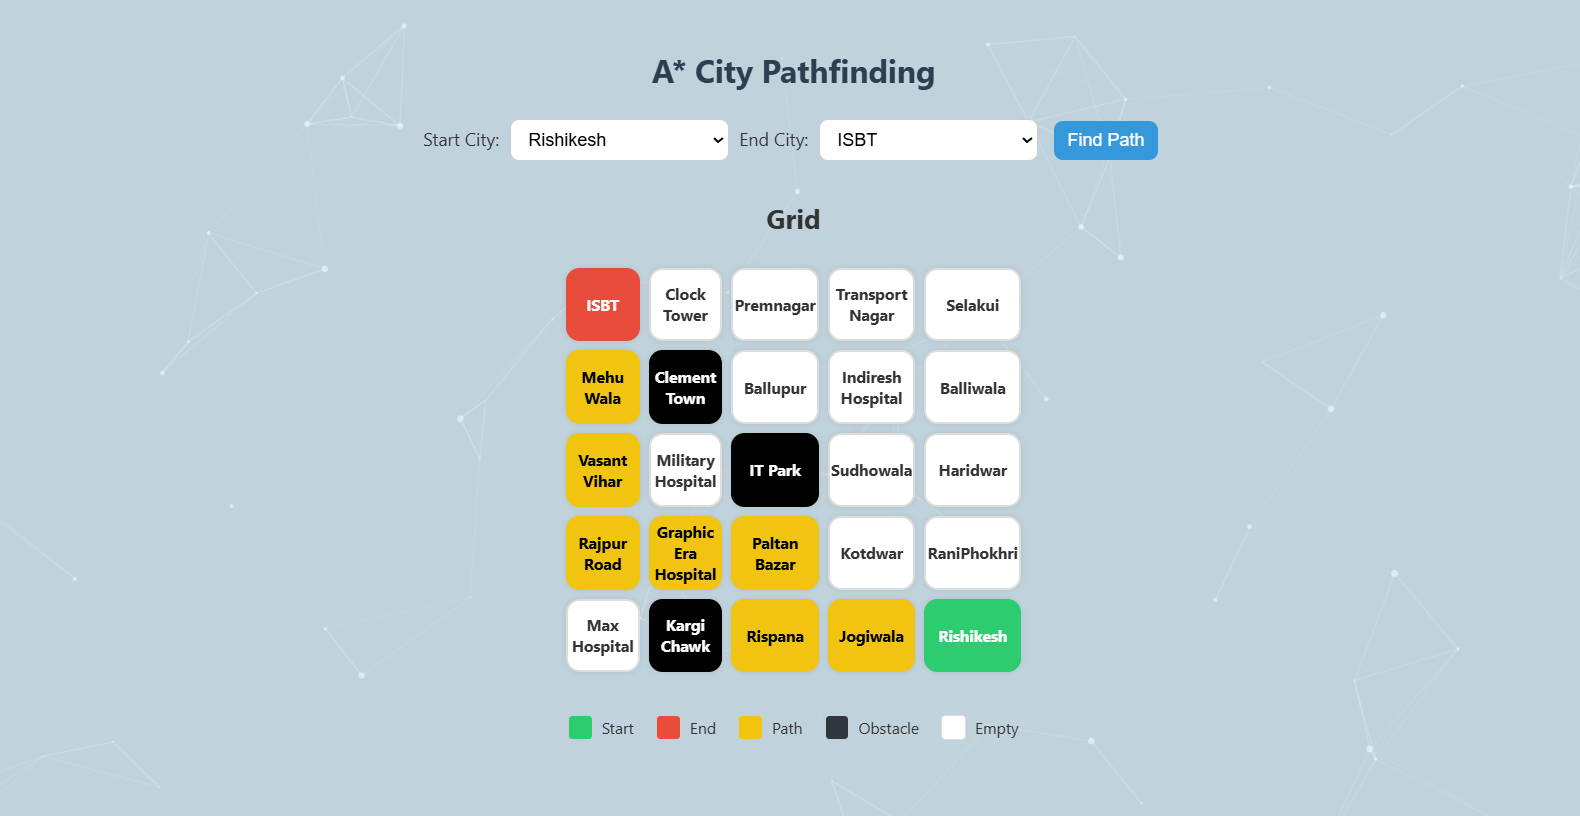 A* City Pathfinding
Start City: Rishikesh End City: ISBT Find Path
Grid
ISBT
Clock
Tower
Premnagar
Transport
Nagar
Selakui
Mehu
Wala
Clement
Town
Ballupur
Indiresh
Hospital
Balliwala
Vasant
Vihar
Military
Hospital
IT Park
Sudhowala
Haridwar
Rajpur
Road
Graphic
Era
Hospital
Paltan
Bazar
Kotdwar
RaniPhokhri
Max
Hospital
Kargi
Chawk
Rispana
Jogiwala
Rishikesh
Start End Path Obstacle Empty